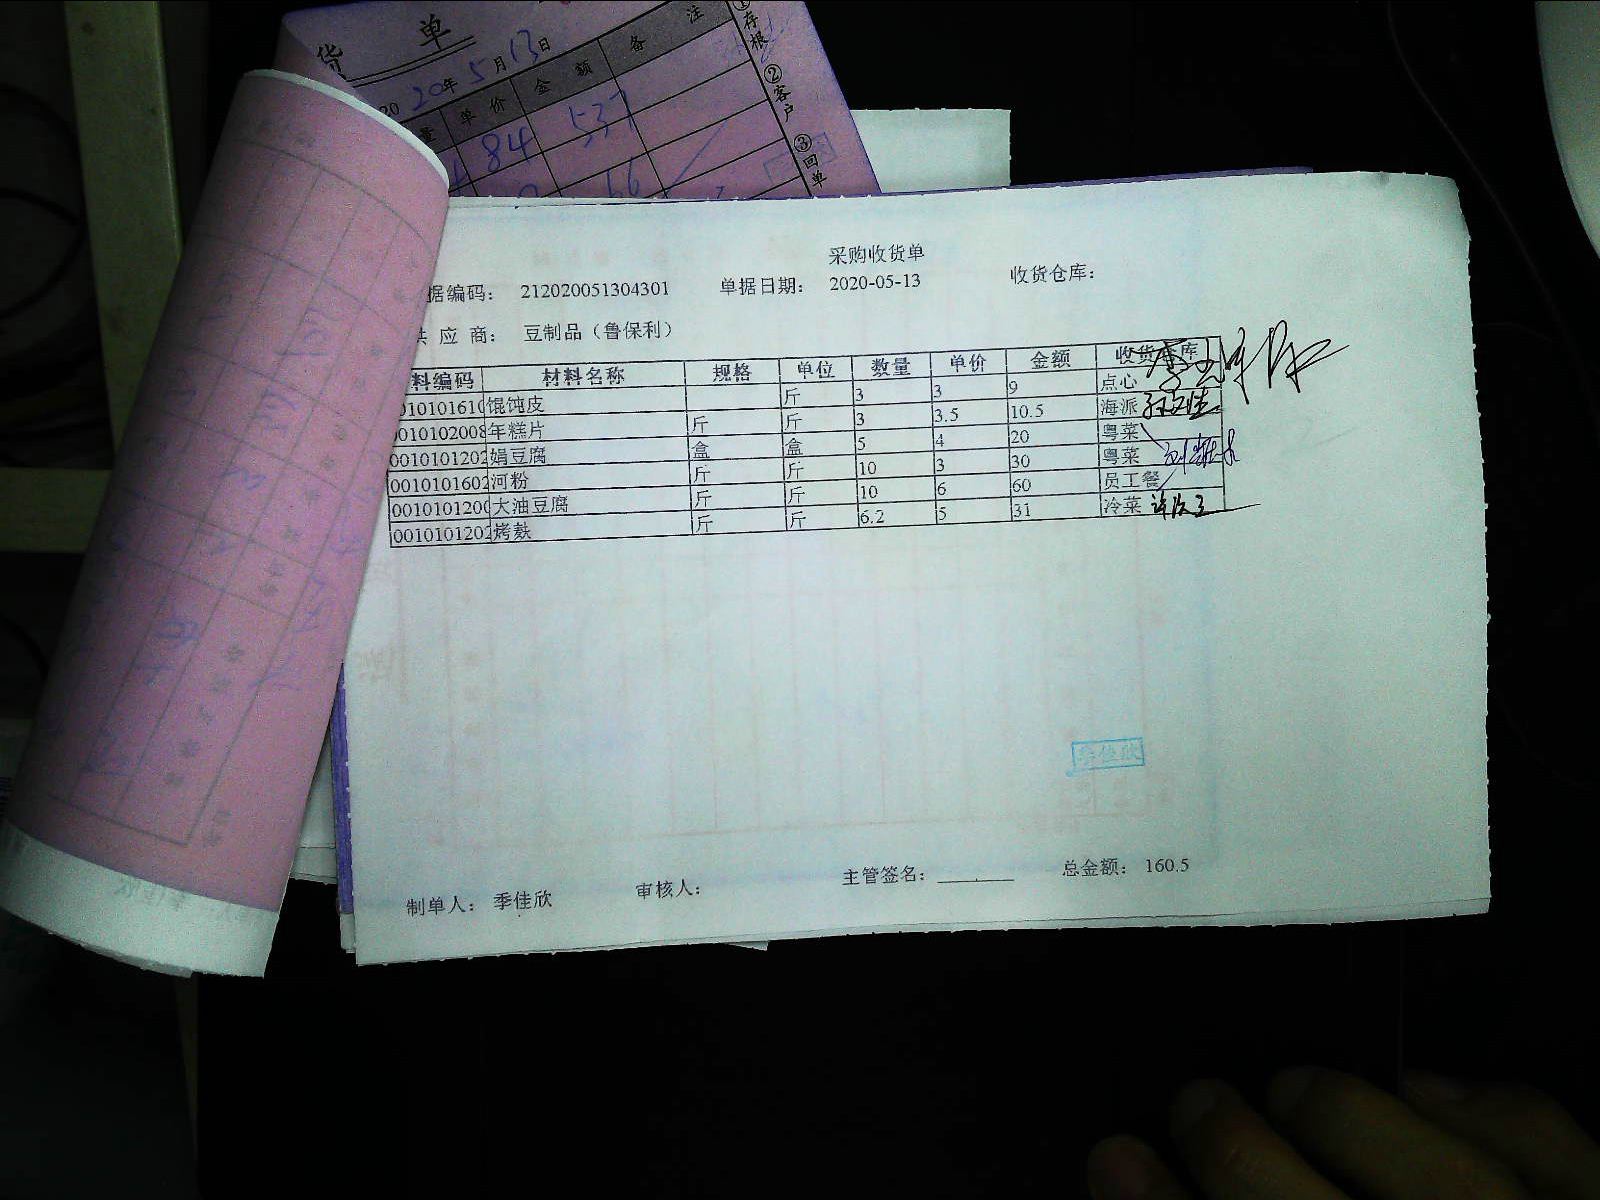 货 单
20 20年 5 月 13日
量 单价 金额 备注
84 537
66
①存根 ②客户 ③回单
采购收货单
据编码： 212020051304301 单据日期： 2020-05-13 收货仓库：
供 应 商： 豆制品（鲁保利）
料编码 材料名称 规格 单位 数量 单价 金额 收货仓库
0010101610 馄饨皮 斤 3 3 9 点心
0010102008 年糕片 斤 斤 3 3.5 10.5 海派
0010101202 娟豆腐 盒 盒 5 4 20 粤菜
0010101602 河粉 斤 斤 10 3 30 粤菜
0010101200 大油豆腐 斤 斤 10 6 60 员工餐
0010101202 烤麸 斤 斤 6.2 5 31 冷菜
季佳欣
制单人： 季佳欣 审核人： 主管签名： 总金额： 160.5